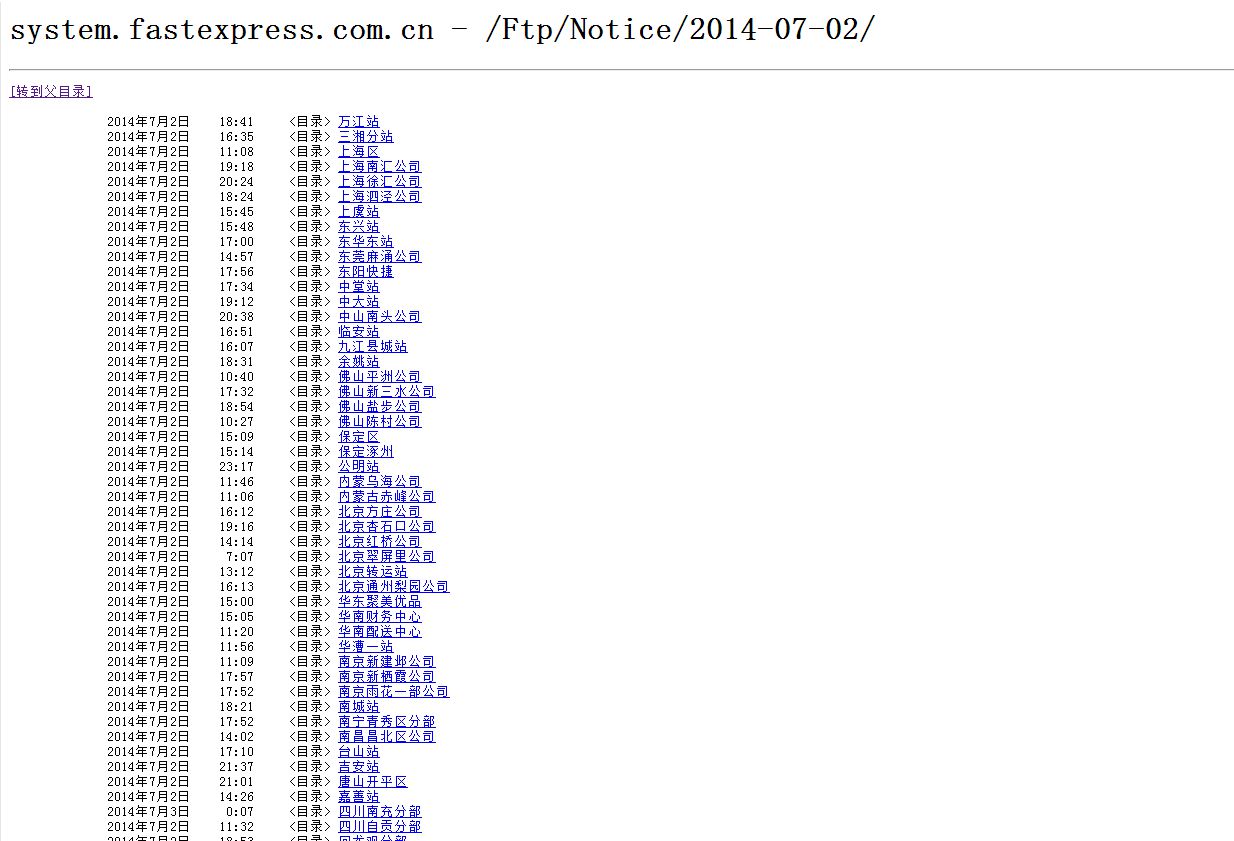 system.fastexpress.com.cn - /Ftp/Notice/2014-07-02/
[转到父目录]
2014年7月2日 18:41 <目录> 万江站
2014年7月2日 16:35 <目录> 三湘分站
2014年7月2日 11:08 <目录> 上海区
2014年7月2日 19:18 <目录> 上海南汇公司
2014年7月2日 20:24 <目录> 上海徐汇公司
2014年7月2日 18:24 <目录> 上海泗泾公司
2014年7月2日 15:45 <目录> 上虞站
2014年7月2日 15:48 <目录> 东兴站
2014年7月2日 17:00 <目录> 东华东站
2014年7月2日 14:57 <目录> 东莞麻涌公司
2014年7月2日 17:56 <目录> 东阳快捷
2014年7月2日 17:34 <目录> 中堂站
2014年7月2日 19:12 <目录> 中大站
2014年7月2日 20:38 <目录> 中山南头公司
2014年7月2日 16:51 <目录> 临安站
2014年7月2日 16:07 <目录> 九江县城站
2014年7月2日 18:31 <目录> 余姚站
2014年7月2日 10:40 <目录> 佛山平洲公司
2014年7月2日 17:32 <目录> 佛山新三水公司
2014年7月2日 18:54 <目录> 佛山盐步公司
2014年7月2日 10:27 <目录> 佛山陈村公司
2014年7月2日 15:09 <目录> 保定区
2014年7月2日 15:14 <目录> 保定涿州
2014年7月2日 23:17 <目录> 公明站
2014年7月2日 11:46 <目录> 内蒙乌海公司
2014年7月2日 11:06 <目录> 内蒙古赤峰公司
2014年7月2日 16:12 <目录> 北京方庄公司
2014年7月2日 19:16 <目录> 北京杏石口公司
2014年7月2日 14:14 <目录> 北京红桥公司
2014年7月2日 7:07 <目录> 北京翠屏里公司
2014年7月2日 13:12 <目录> 北京转运站
2014年7月2日 16:13 <目录> 北京通州梨园公司
2014年7月2日 15:00 <目录> 华东聚美优品
2014年7月2日 15:05 <目录> 华南财务中心
2014年7月2日 11:20 <目录> 华南配送中心
2014年7月2日 11:56 <目录> 华漕一站
2014年7月2日 11:09 <目录> 南京新建邺公司
2014年7月2日 17:57 <目录> 南京新栖霞公司
2014年7月2日 17:52 <目录> 南京雨花一部公司
2014年7月2日 18:21 <目录> 南城站
2014年7月2日 17:52 <目录> 南宁青秀区分部
2014年7月2日 14:02 <目录> 南昌昌北区公司
2014年7月2日 17:10 <目录> 台山站
2014年7月2日 21:37 <目录> 吉安站
2014年7月2日 21:01 <目录> 唐山开平区
2014年7月2日 14:26 <目录> 嘉善站
2014年7月3日 0:07 <目录> 四川南充分部
2014年7月2日 11:32 <目录> 四川自贡分部
2014年7月2日 18:53 <目录>